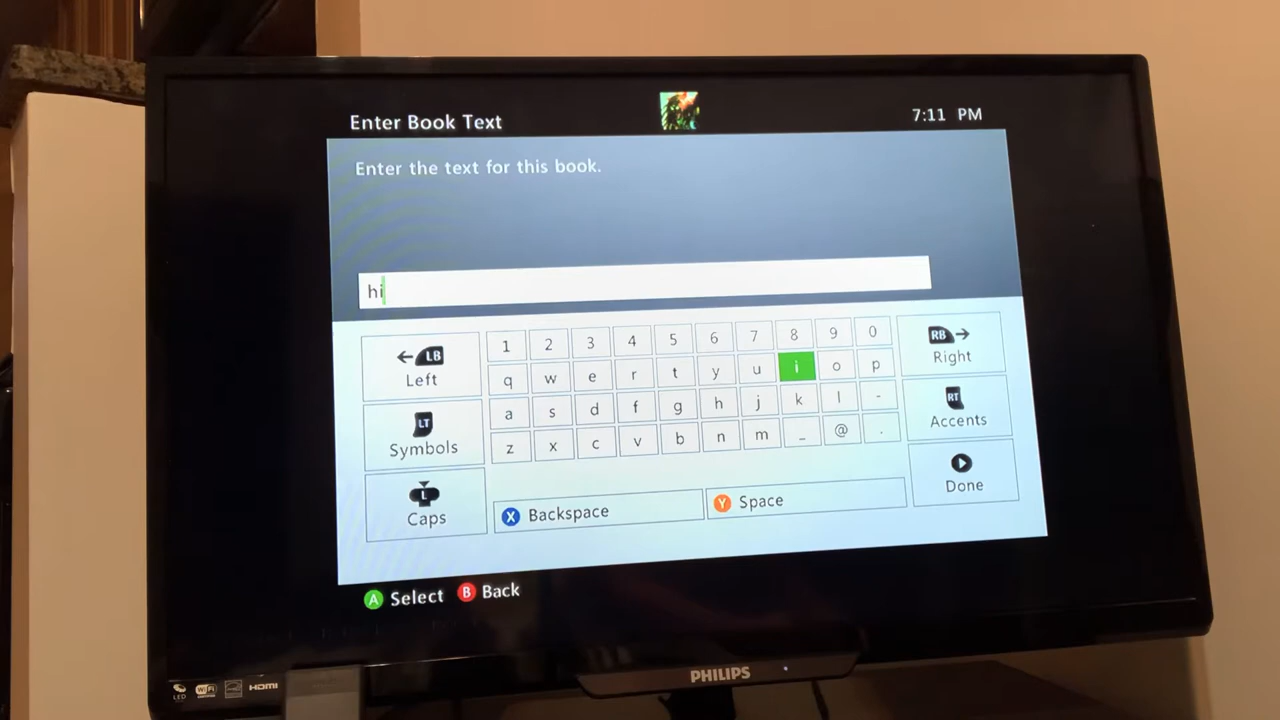 Enter Book Text
7:11 PM
Enter the text for this book.
hi
LB
Left
1 2 3 4 5 6 7 8 9 0
RB
Right
q w e r t y u i o p
LT
Symbols
a s d f g h j k l -
RT
Accents
z x c v b n m _ @ .
L
Caps
X Backspace
Y Space
Done
A Select B Back
PHILIPS
LED WiFi HDMI